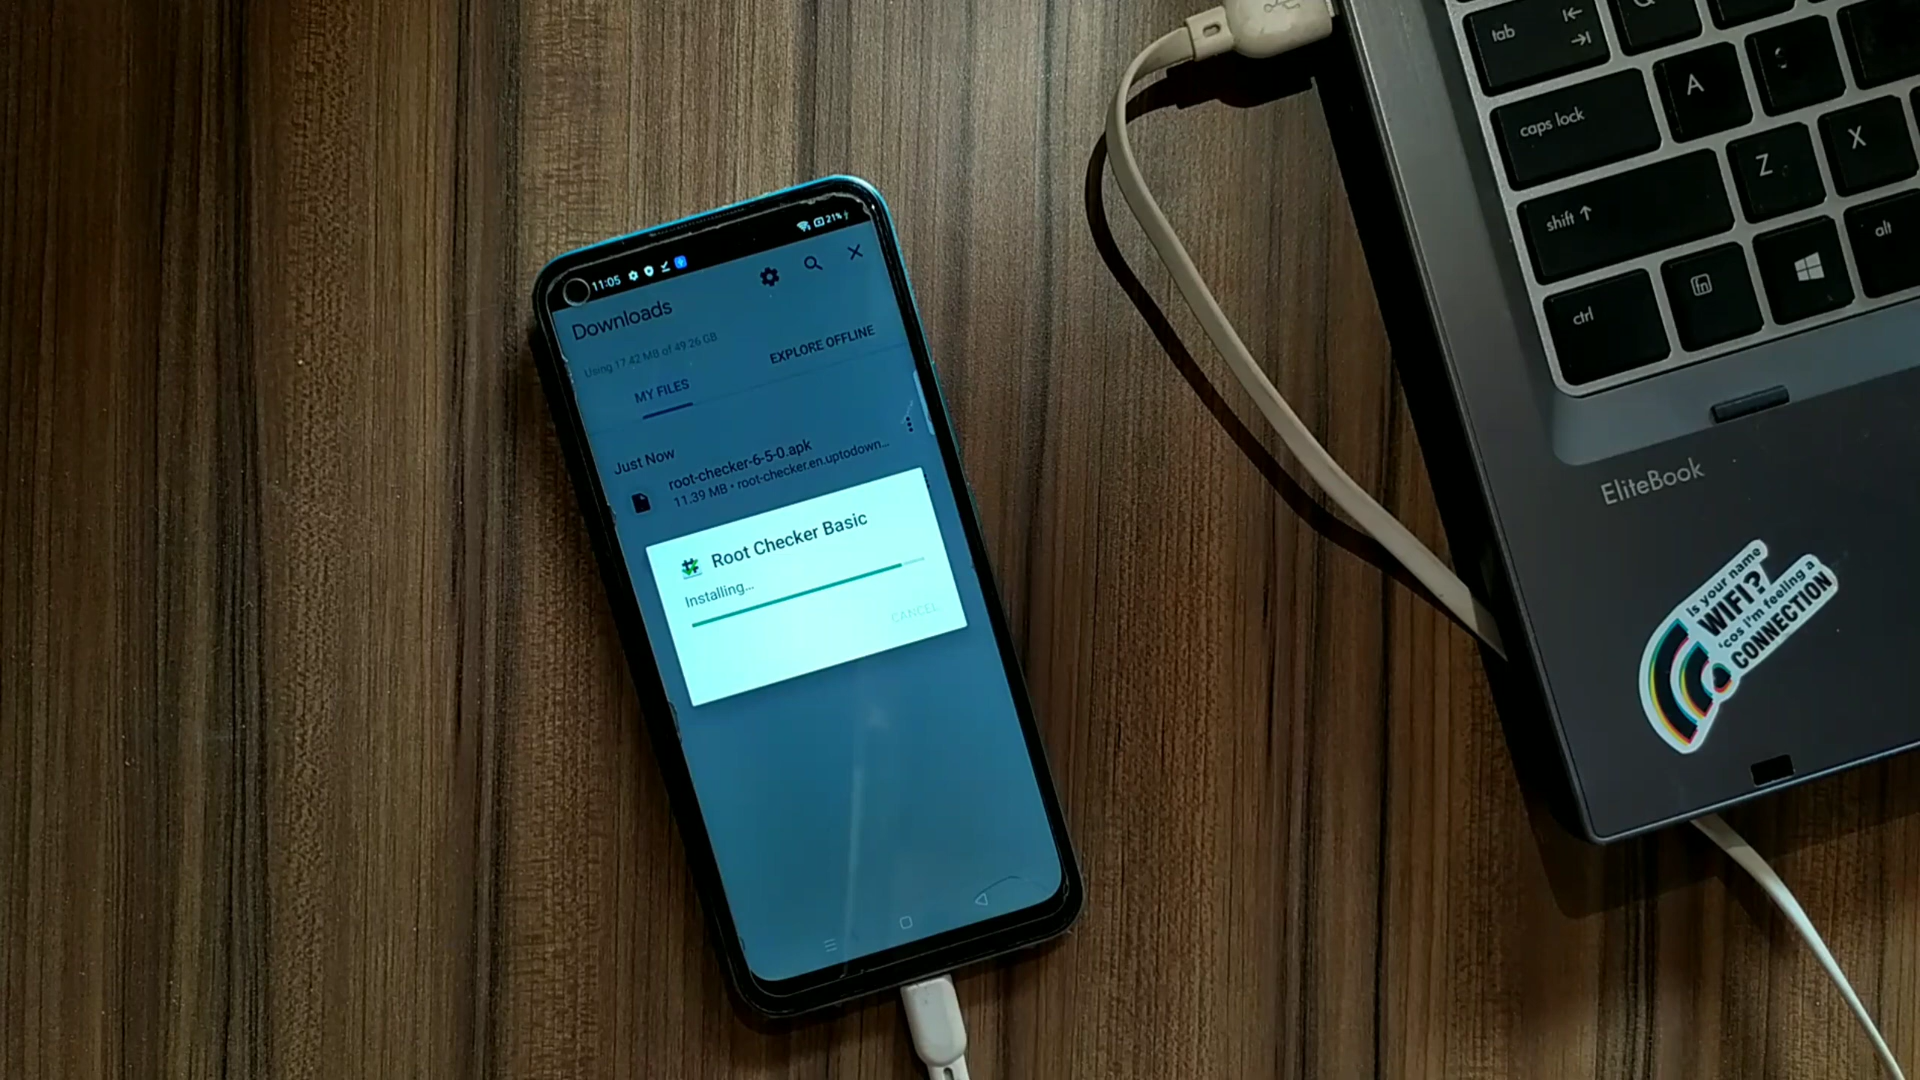 11:05
21%
Downloads
Using 17.42 MB of 49.26 GB
MY FILES
EXPLORE OFFLINE
Just Now
root-checker-6-5-0.apk
11.39 MB • root-checker.en.uptodown...
Root Checker Basic
Installing...
CANCEL
tab
caps lock
A
shift
Z
X
ctrl
fn
alt
EliteBook
Is your name
WIFI?
'cos I'm feeling a
CONNECTION